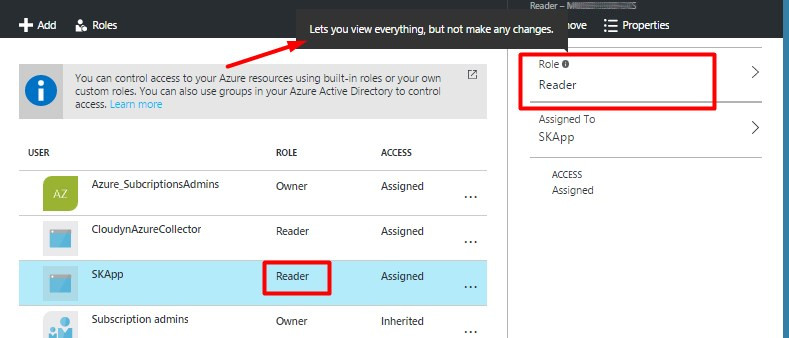 Reader –
Add
Roles
Lets you view everything, but not make any changes.
ove
Properties
You can control access to your Azure resources using built-in roles or your own
custom roles. You can also use groups in your Azure Active Directory to control
access. Learn more
USER ROLE ACCESS
AZ Azure_SubcriptionsAdmins Owner Assigned ...
CloudynAzureCollector Reader Assigned ...
SKApp Reader Assigned ...
Subscription admins Owner Inherited ...
Role
Reader
Assigned To
SKApp
ACCESS
Assigned